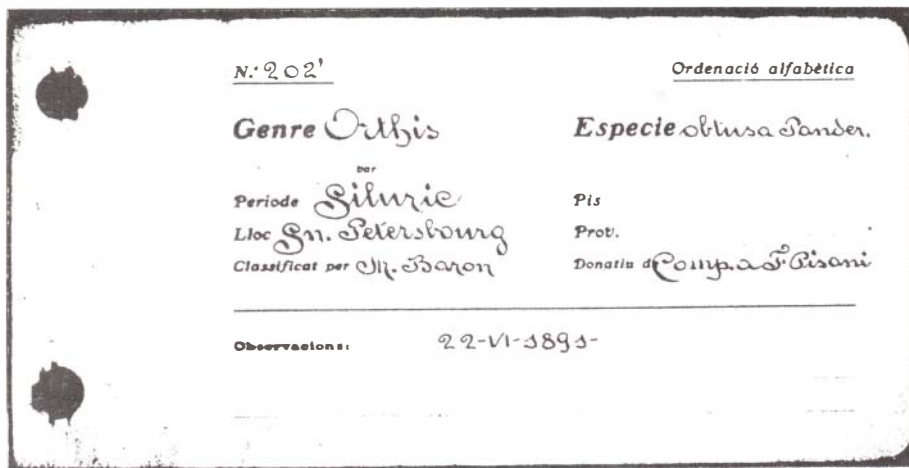 N.º 202' Ordenació alfabètica
Genre Orthis Especie obtusa Pander.
var
Periode Siluric Pis
Lloc Sn. Petersbourg Prov.
Classificat per M. Baron Donatiu de Comp. a F. Pisani
Observacions: 22-VI-1891-